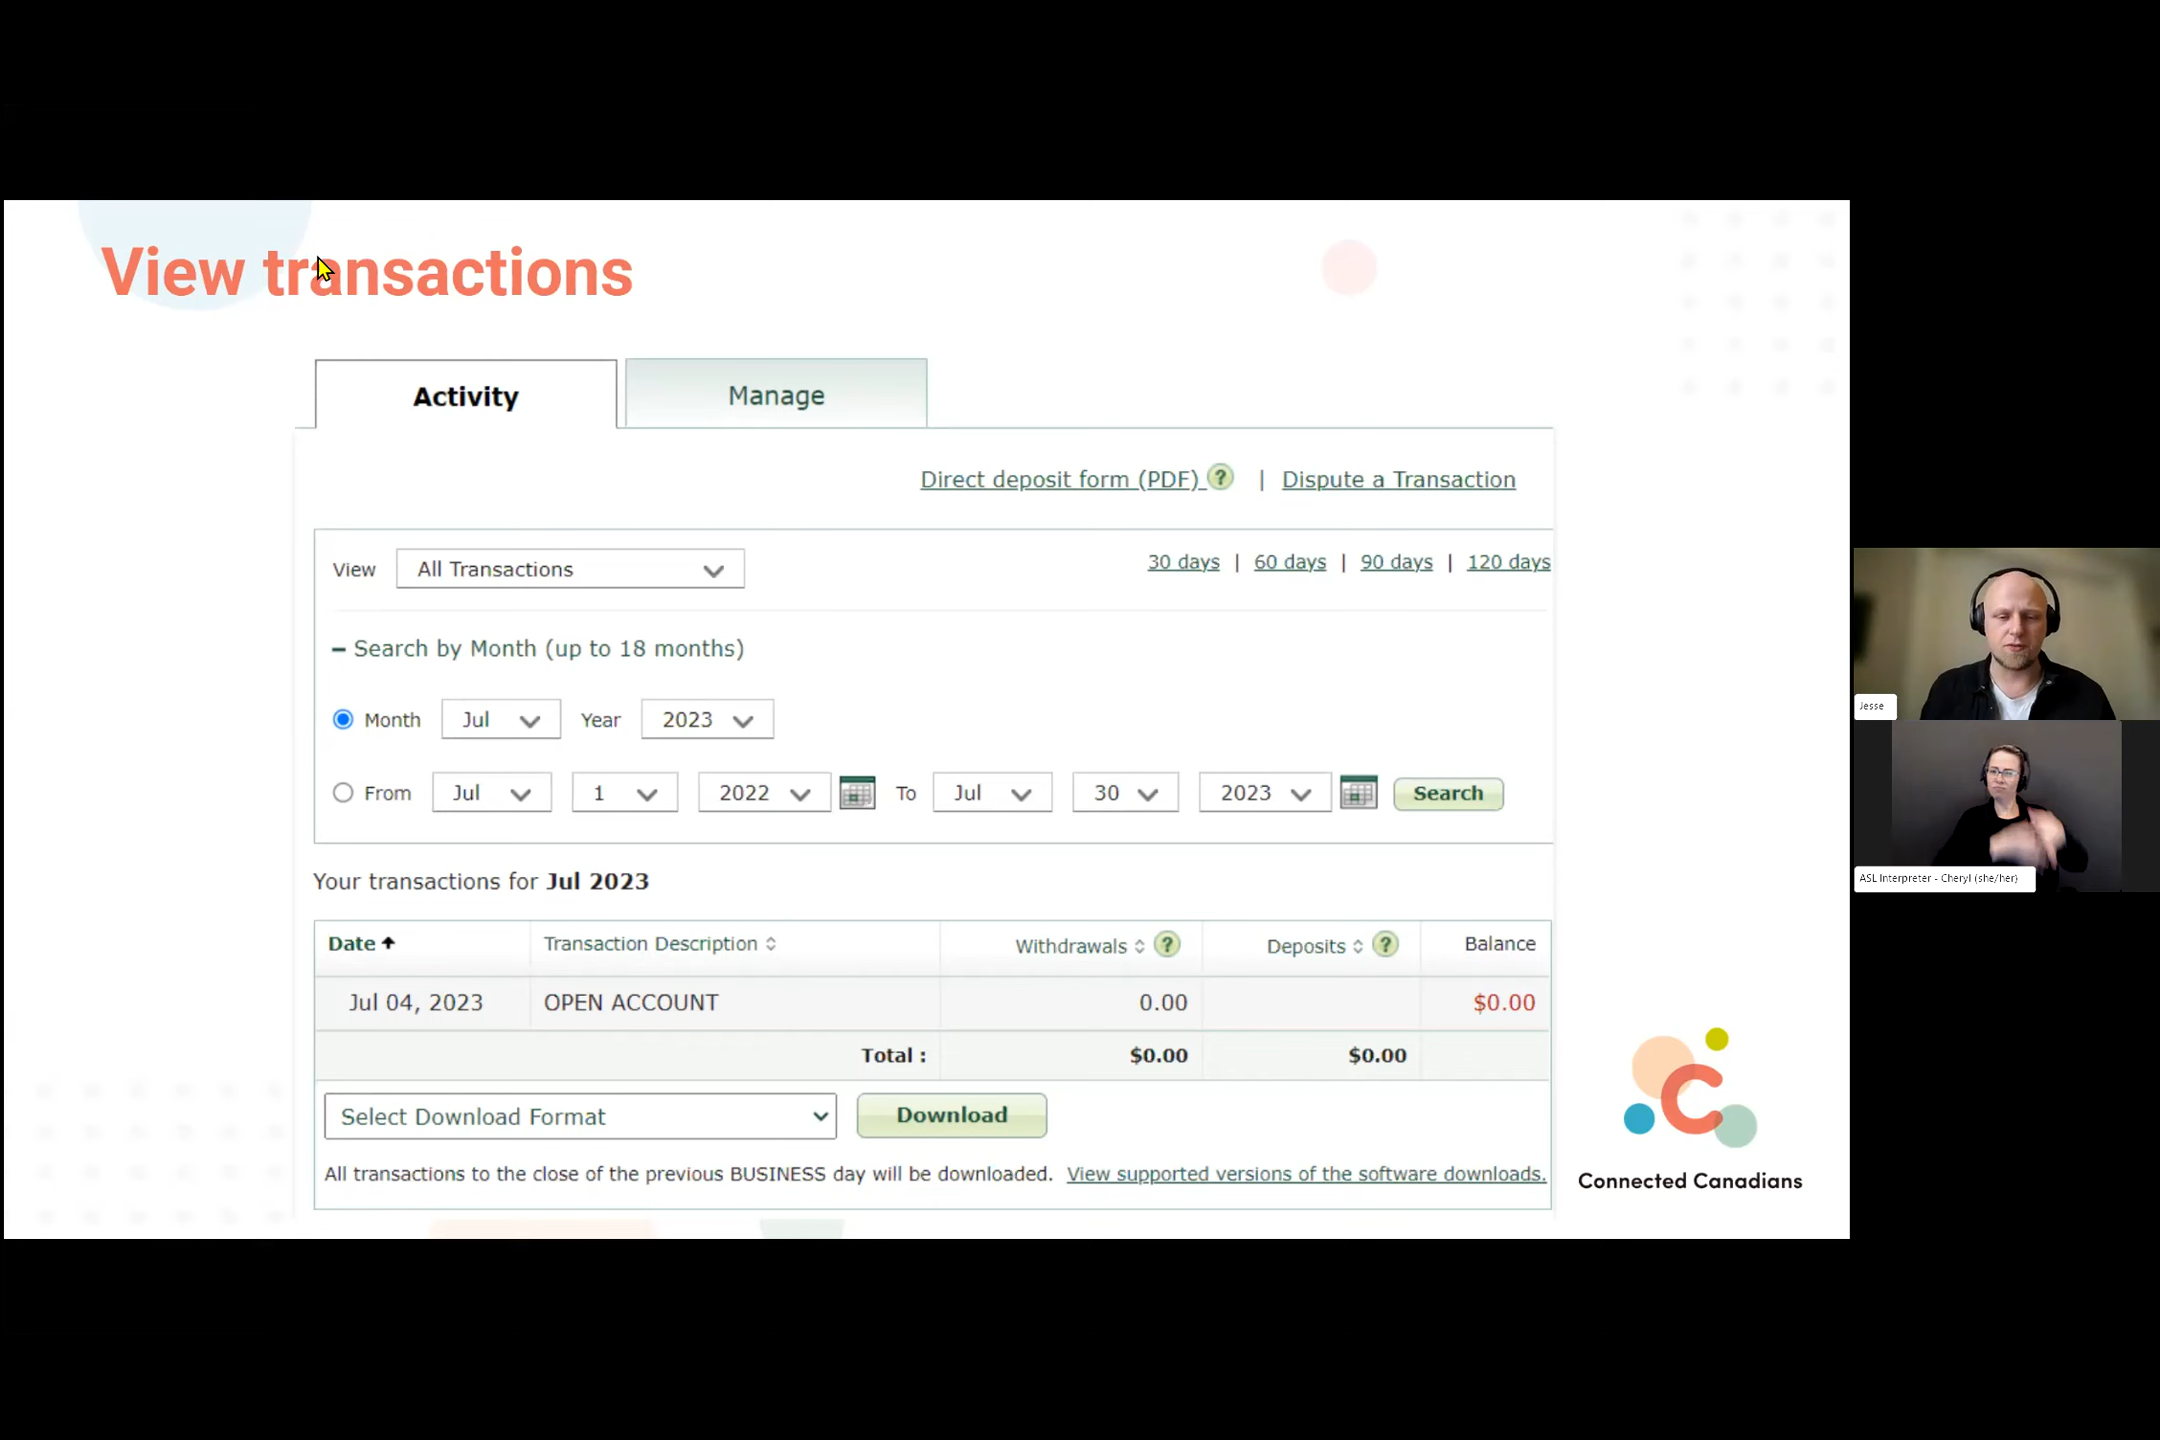 View transactions
Activity
Manage
Direct deposit form (PDF) ? | Dispute a Transaction
View All Transactions
30 days | 60 days | 90 days | 120 days
– Search by Month (up to 18 months)
Month Jul Year 2023
From Jul 1 2022 To Jul 30 2023 Search
Your transactions for Jul 2023
Date Transaction Description Withdrawals ? Deposits ? Balance
Jul 04, 2023 OPEN ACCOUNT 0.00 $0.00
Total : $0.00 $0.00
Select Download Format Download
All transactions to the close of the previous BUSINESS day will be downloaded. View supported versions of the software downloads.
Connected Canadians
Jesse
ASL Interpreter - Cheryl (she/her)